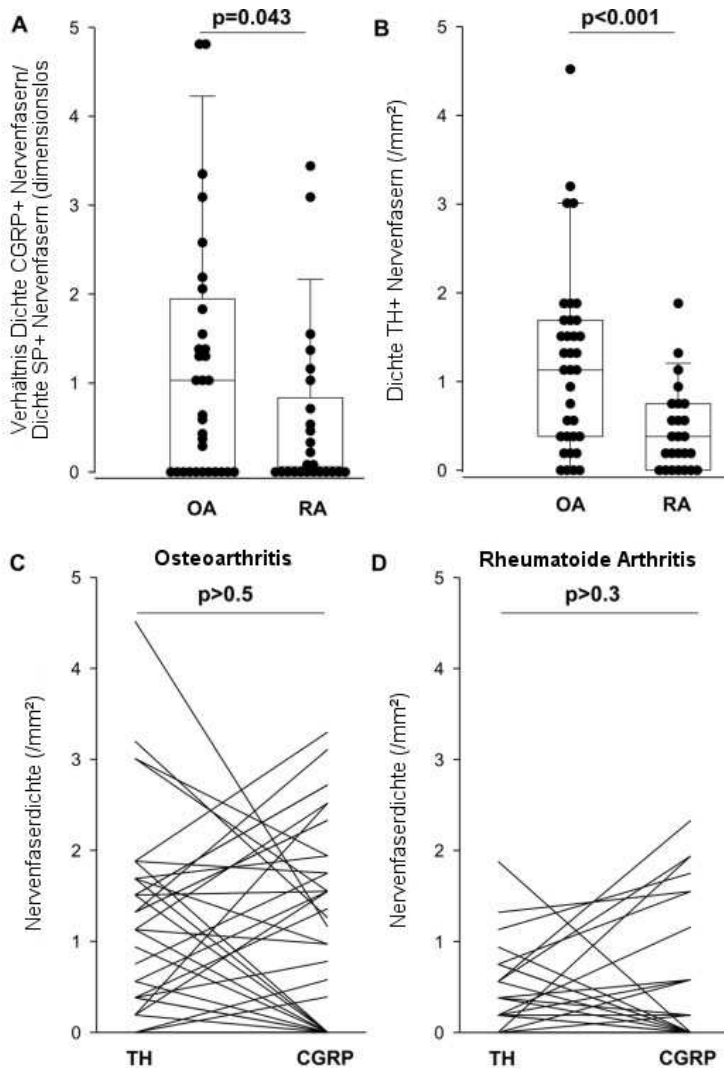 A
p=0.043
Verhältnis Dichte CGRP+ Nervenfasern/
Dichte SP+ Nervenfasern (dimensionslos
5
4
3
2
1
0
OA
RA
B
p<0.001
Dichte TH+ Nervenfasern (/mm²)
5
4
3
2
1
0
OA
RA
C
Osteoarthritis
p>0.5
Nervenfaserdichte (/mm²)
5
4
3
2
1
0
TH
CGRP
D
Rheumatoide Arthritis
p>0.3
Nervenfaserdichte (/mm²)
5
4
3
2
1
0
TH
CGRP